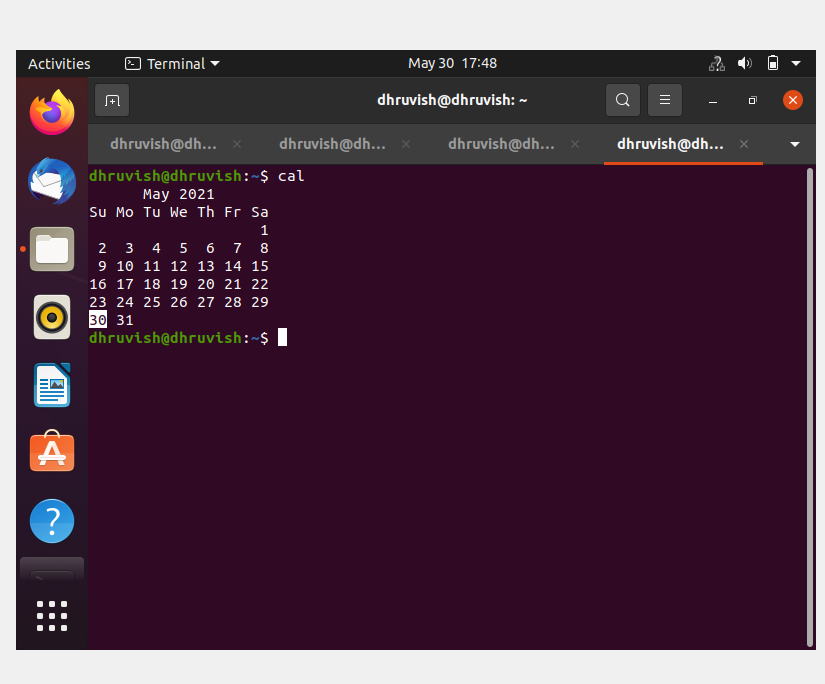 Activities Terminal May 30 17:48
dhruvish@dhruvish: ~
dhruvish@dh... dhruvish@dh... dhruvish@dh... dhruvish@dh...
dhruvish@dhruvish:~$ cal
May 2021
Su Mo Tu We Th Fr Sa
1
2 3 4 5 6 7 8
9 10 11 12 13 14 15
16 17 18 19 20 21 22
23 24 25 26 27 28 29
30 31
dhruvish@dhruvish:~$